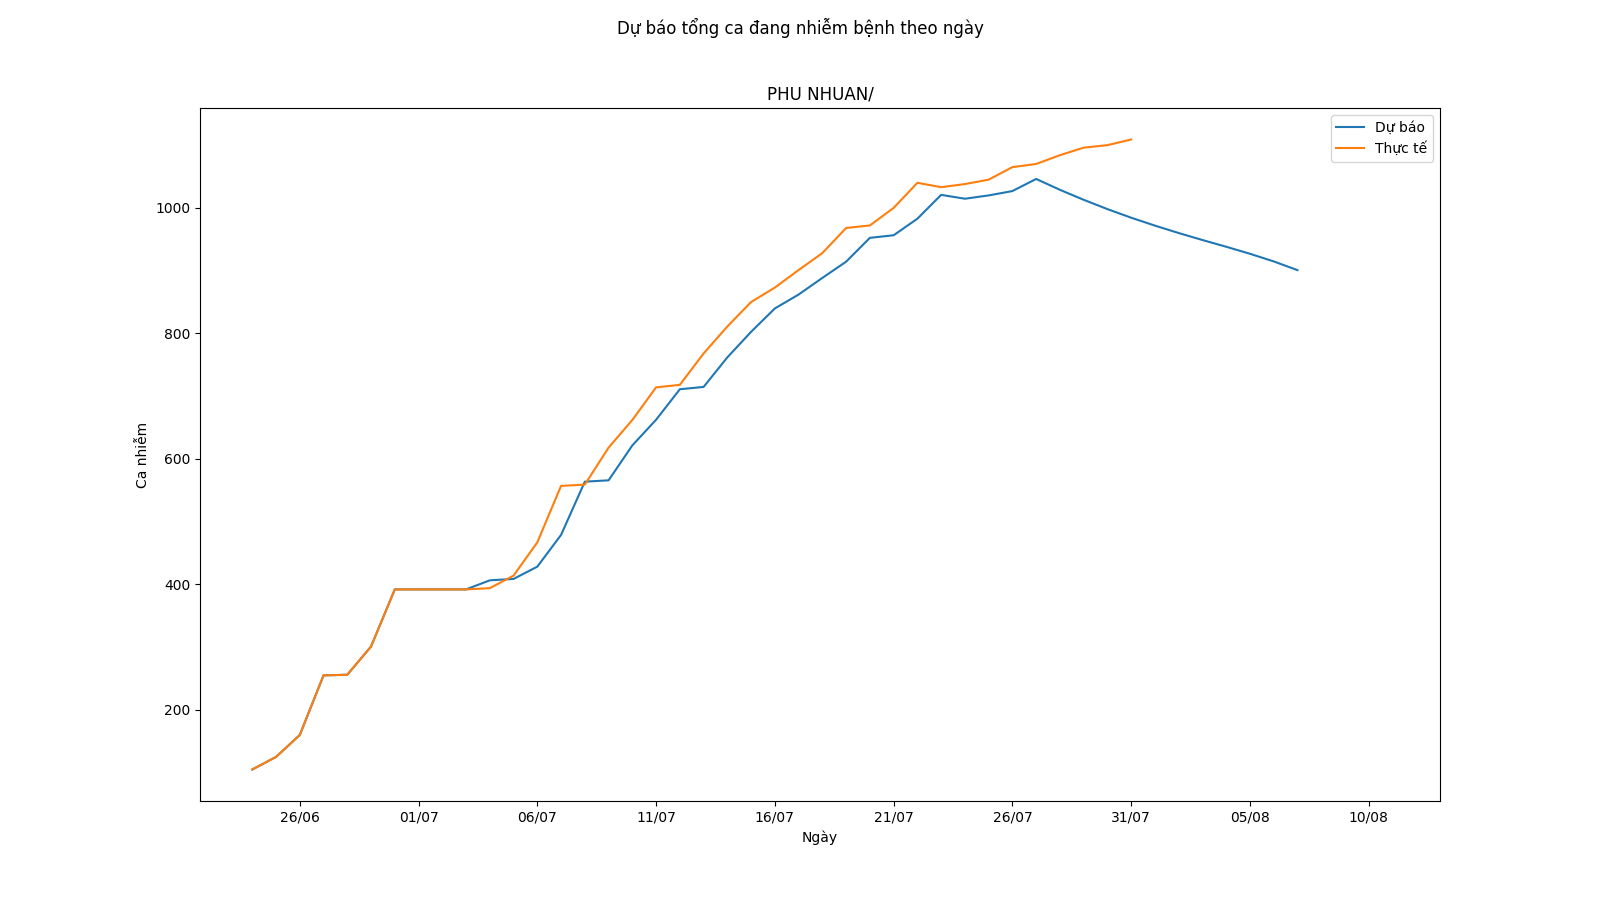 Dự báo tổng ca đang nhiễm bệnh theo ngày
PHU NHUAN/
Dự báo
Thực tế
1000
800
600
400
200
Ca nhiễm
26/06 01/07 06/07 11/07 16/07 21/07 26/07 31/07 05/08 10/08
Ngày